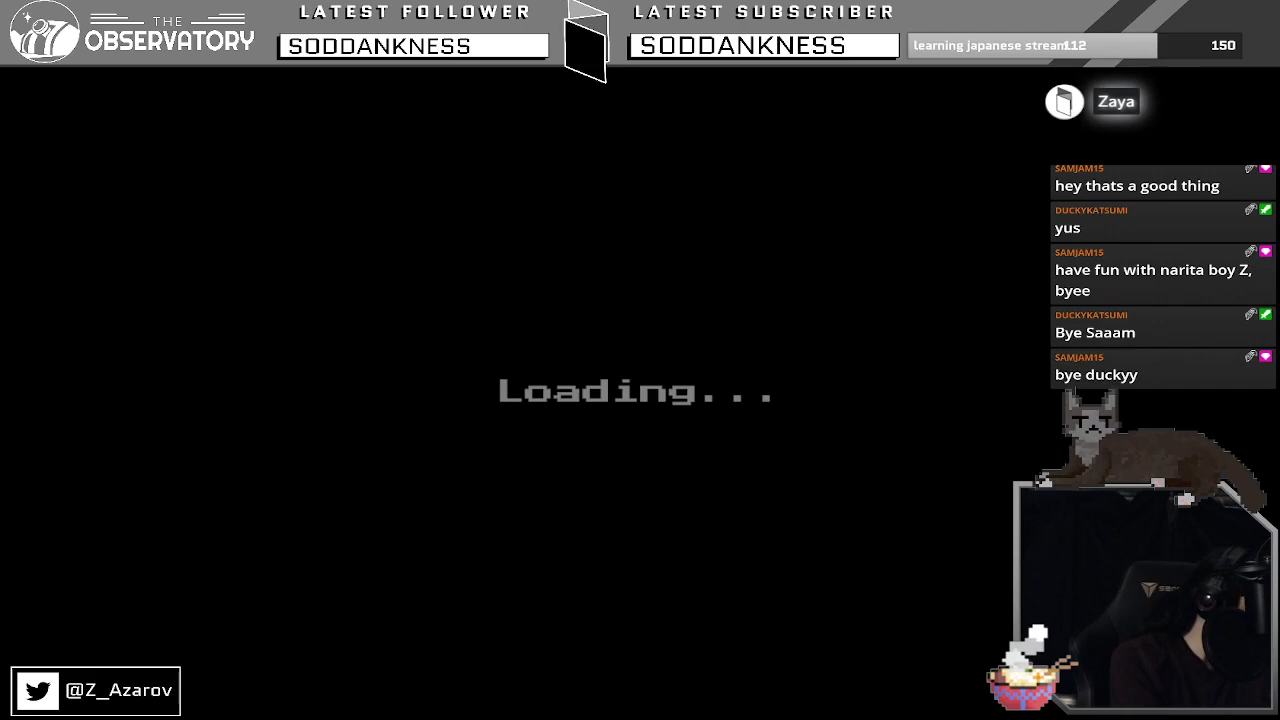 THE
OBSERVATORY
LATEST FOLLOWER
SODDANKNESS
LATEST SUBSCRIBER
SODDANKNESS
learning japanese stream 112
150
Zaya
SAMJAM15
hey thats a good thing
DUCKYKATSUMI
yus
SAMJAM15
have fun with narita boy Z,
byee
DUCKYKATSUMI
Bye Saaam
SAMJAM15
bye duckyy
Loading...
@Z_Azarov